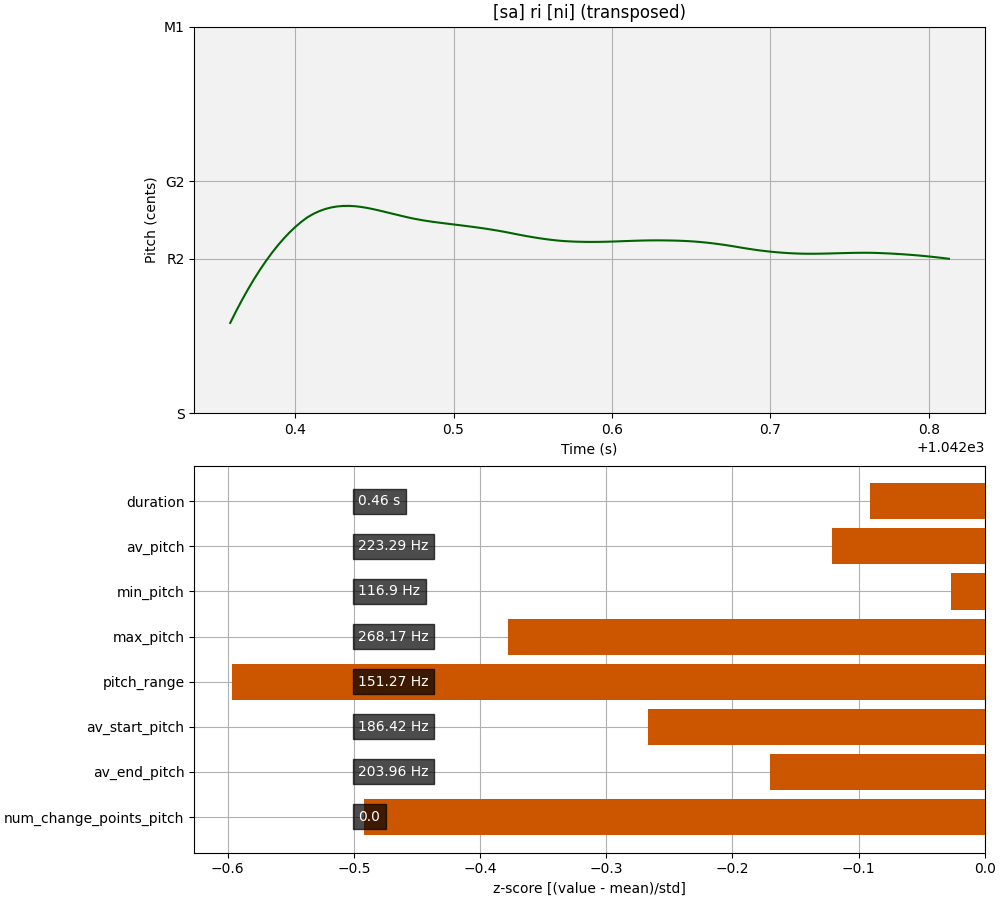 [sa] ri [ni] (transposed)
M1
G2
R2
S
Pitch (cents)
0.4 0.5 0.6 0.7 0.8
Time (s)
+1.042e3
duration 0.46 s
av_pitch 223.29 Hz
min_pitch 116.9 Hz
max_pitch 268.17 Hz
pitch_range 151.27 Hz
av_start_pitch 186.42 Hz
av_end_pitch 203.96 Hz
num_change_points_pitch 0.0
−0.6 −0.5 −0.4 −0.3 −0.2 −0.1 0.0
z-score [(value - mean)/std]